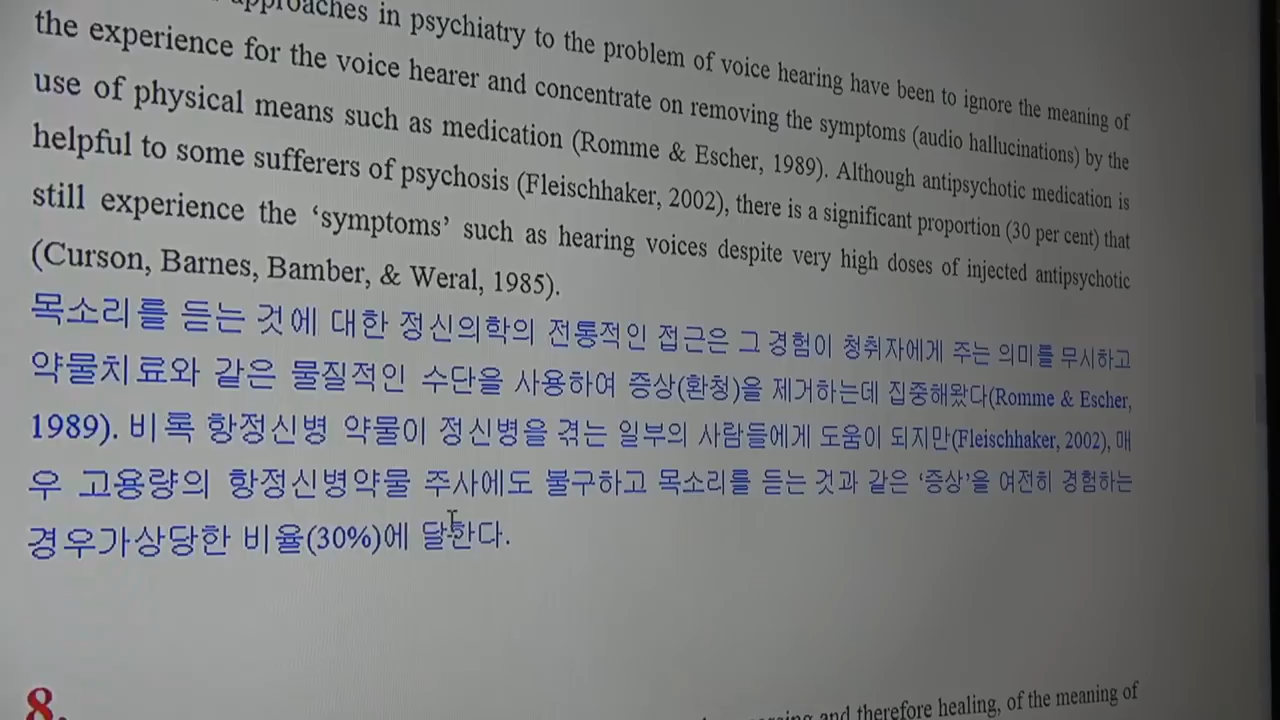 approaches in psychiatry to the problem of voice hearing have been to ignore the meaning of
the experience for the voice hearer and concentrate on removing the symptoms (audio hallucinations) by the
use of physical means such as medication (Romme & Escher, 1989). Although antipsychotic medication is
helpful to some sufferers of psychosis (Fleischhaker, 2002), there is a significant proportion (30 per cent) that
still experience the ‘symptoms’ such as hearing voices despite very high doses of injected antipsychotic
(Curson, Barnes, Bamber, & Weral, 1985).
목소리를 듣는 것에 대한 정신의학의 전통적인 접근은 그 경험이 청취자에게 주는 의미를 무시하고
약물치료와 같은 물질적인 수단을 사용하여 증상(환청)을 제거하는데 집중해왔다(Romme & Escher,
1989). 비록 항정신병 약물이 정신병을 겪는 일부의 사람들에게 도움이 되지만(Fleischhaker, 2002), 매
우 고용량의 항정신병약물 주사에도 불구하고 목소리를 듣는 것과 같은 ‘증상’을 여전히 경험하는
경우가상당한 비율(30%)에 달한다.
8.
and therefore healing, of the meaning of